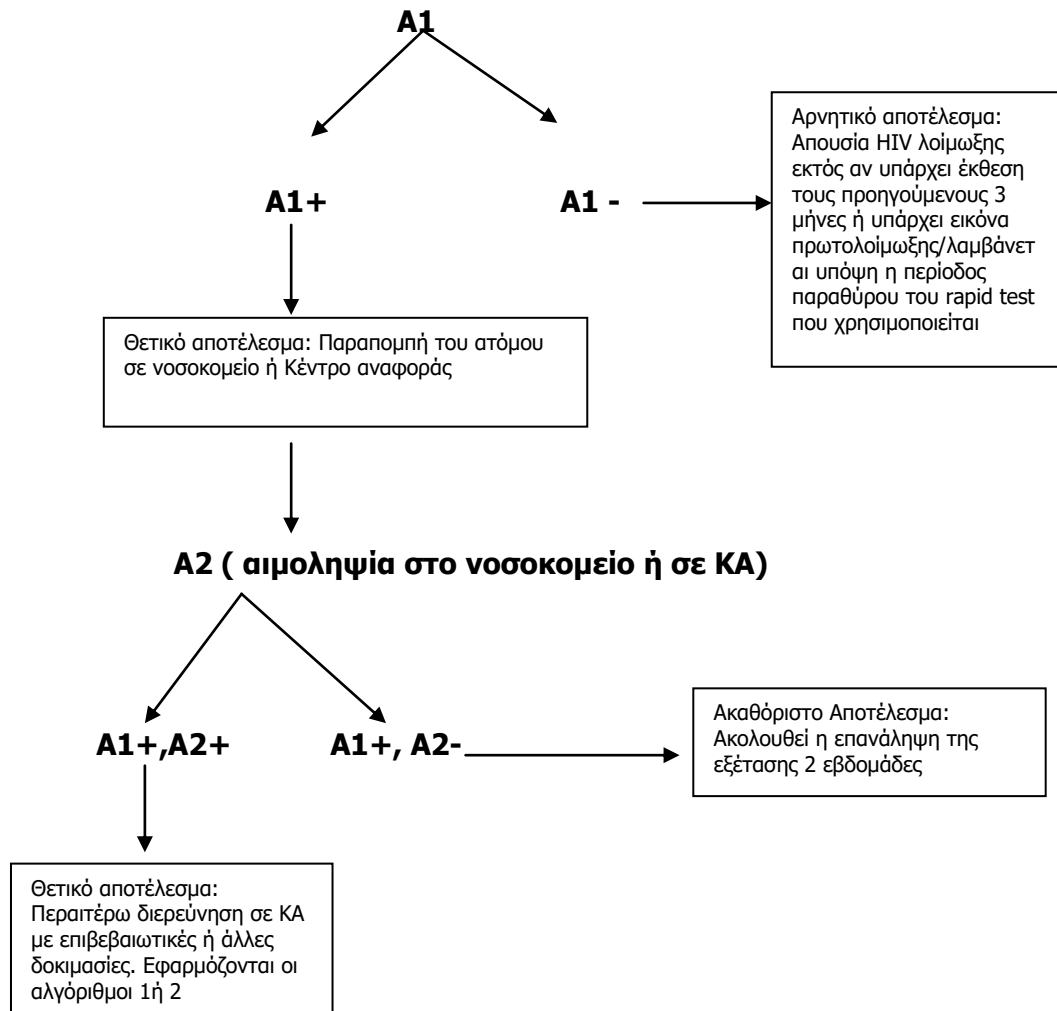 A1
Αρνητικό αποτέλεσμα:
Απουσία HIV λοίμωξης
εκτός αν υπάρχει έκθεση
τους προηγούμενους 3
μήνες ή υπάρχει εικόνα
πρωτολοίμωξης/λαμβάνετ
αι υπόψη η περίοδος
παραθύρου του rapid test
που χρησιμοποιείται
A1+
A1 -
Θετικό αποτέλεσμα: Παραπομπή του ατόμου
σε νοσοκομείο ή Κέντρο αναφοράς
A2 ( αιμοληψία στο νοσοκομείο ή σε ΚΑ)
A1+,A2+
A1+, A2-
Ακαθόριστο Αποτέλεσμα:
Ακολουθεί η επανάληψη της
εξέτασης 2 εβδομάδες
Θετικό αποτέλεσμα:
Περαιτέρω διερεύνηση σε ΚΑ
με επιβεβαιωτικές ή άλλες
δοκιμασίες. Εφαρμόζονται οι
αλγόριθμοι 1ή 2